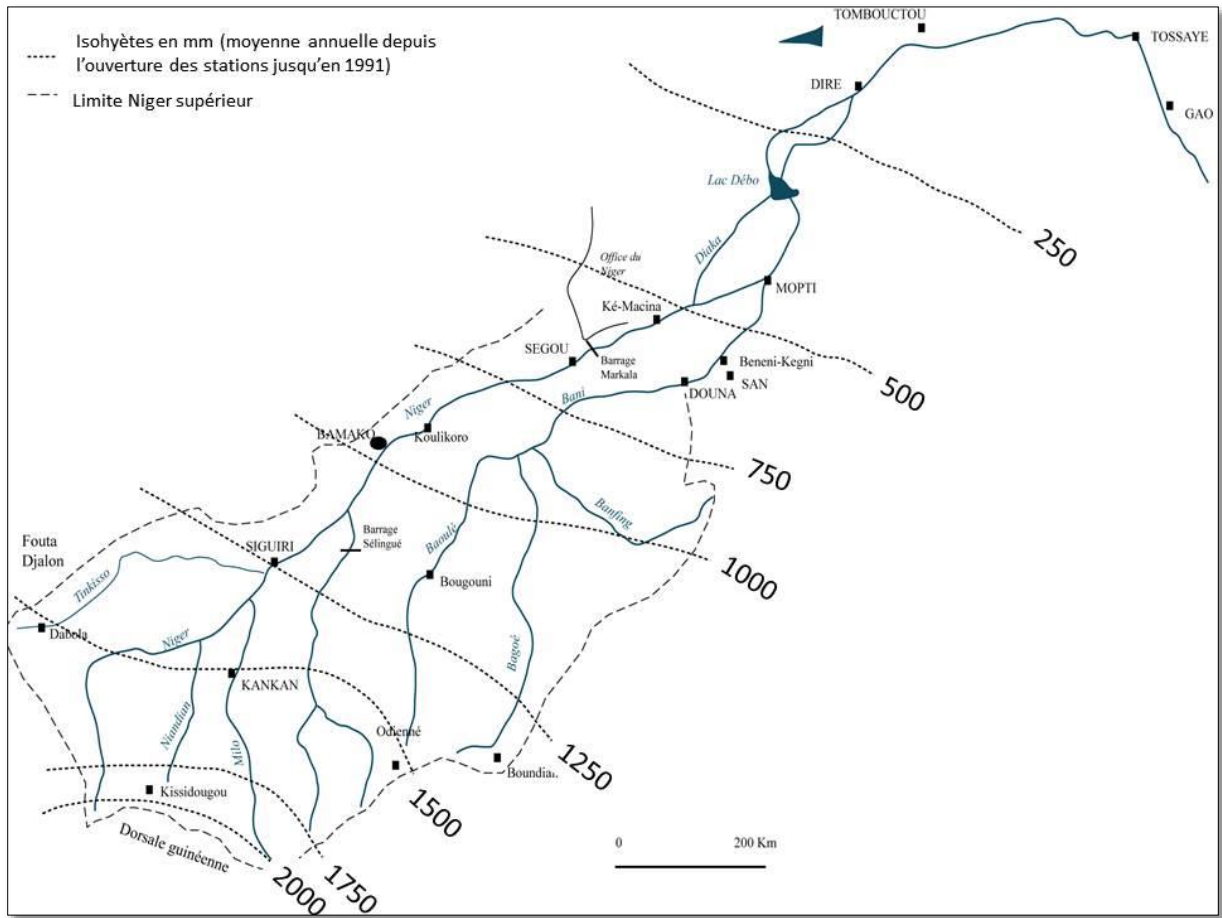 Isohyètes en mm (moyenne annuelle depuis
l'ouverture des stations jusqu'en 1991)
Limite Niger supérieur
TOMBOUCTOU
TOSSAYE
DIRE
GAO
Lac Débo
250
Diaka
Office du
Niger
MOPTI
Ké-Macina
SEGOU
Barrage
Markala
Beneni-Kegni
SAN
DOUNA
500
Bani
Niger
BAMAKO
Koulikoro
750
Banfing
Baoulé
Barrage
Sélingué
1000
Fouta
Djalon
SIGUIRI
Tinkisso
Bougouni
Dabola
Niger
Bagoé
KANKAN
Niandian
Milo
Odienné
1250
Boundia
Kissidougou
1500
Dorsale guinéenne
1750
2000
0
200 Km